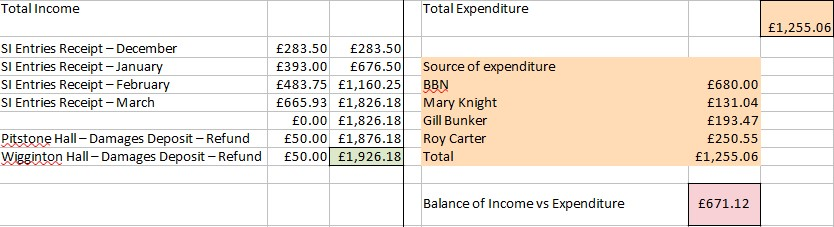 Total Income
Total Expenditure
£1,255.06
SI Entries Receipt – December £283.50 £283.50
SI Entries Receipt – January £393.00 £676.50
SI Entries Receipt – February £483.75 £1,160.25
SI Entries Receipt – March £665.93 £1,826.18
£0.00 £1,826.18
Pitstone Hall – Damages Deposit – Refund £50.00 £1,876.18
Wigginton Hall – Damages Deposit – Refund £50.00 £1,926.18
Source of expenditure
BBN £680.00
Mary Knight £131.04
Gill Bunker £193.47
Roy Carter £250.55
Total £1,255.06
Balance of Income vs Expenditure £671.12